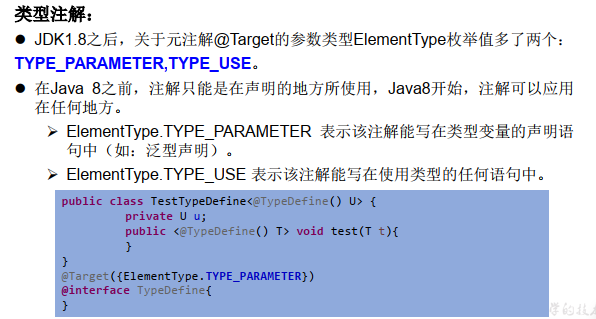 类型注解：
● JDK1.8之后，关于元注解@Target的参数类型ElementType枚举值多了两个：
TYPE_PARAMETER,TYPE_USE。
● 在Java 8之前，注解只能是在声明的地方所使用，Java8开始，注解可以应用
在任何地方。
➢ ElementType.TYPE_PARAMETER 表示该注解能写在类型变量的声明语
句中（如：泛型声明）。
➢ ElementType.TYPE_USE 表示该注解能写在使用类型的任何语句中。
public class TestTypeDefine<@TypeDefine() U> {
private U u;
public <@TypeDefine() T> void test(T t){
}
}
@Target({ElementType.TYPE_PARAMETER})
@interface TypeDefine{
}